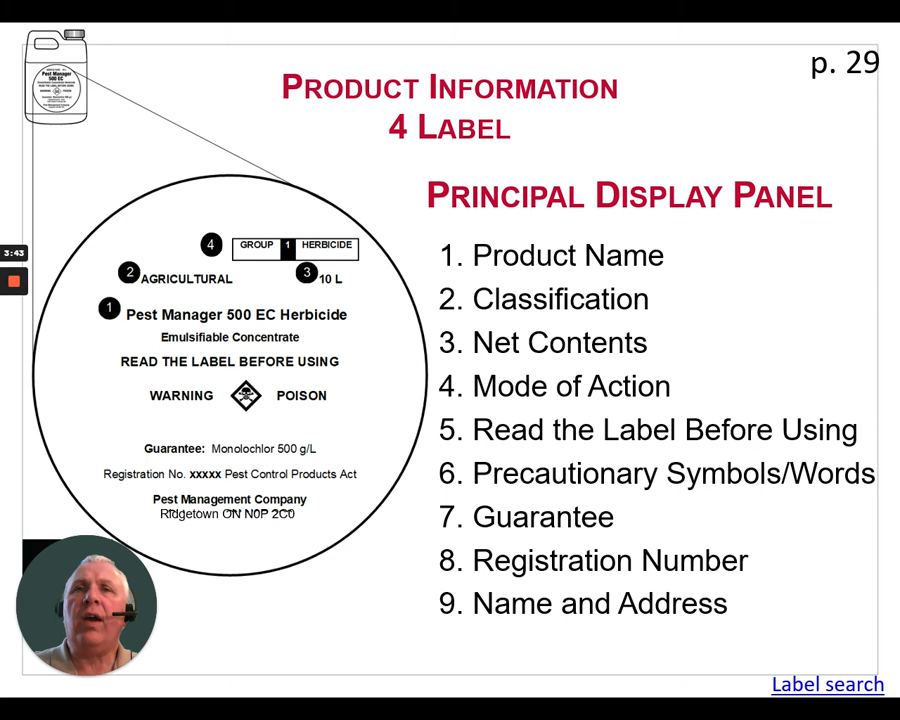 p. 29
PRODUCT INFORMATION
4 LABEL
Pest Manager
500 EC
PRINCIPAL DISPLAY PANEL
3:43
4 GROUP 1 HERBICIDE
2 AGRICULTURAL 3 10 L
1 Pest Manager 500 EC Herbicide
Emulsifiable Concentrate
READ THE LABEL BEFORE USING
WARNING POISON
Guarantee: Monolochlor 500 g/L
Registration No. xxxxx Pest Control Products Act
Pest Management Company
Ridgetown ON N0P 2C0
1. Product Name
2. Classification
3. Net Contents
4. Mode of Action
5. Read the Label Before Using
6. Precautionary Symbols/Words
7. Guarantee
8. Registration Number
9. Name and Address
Label search